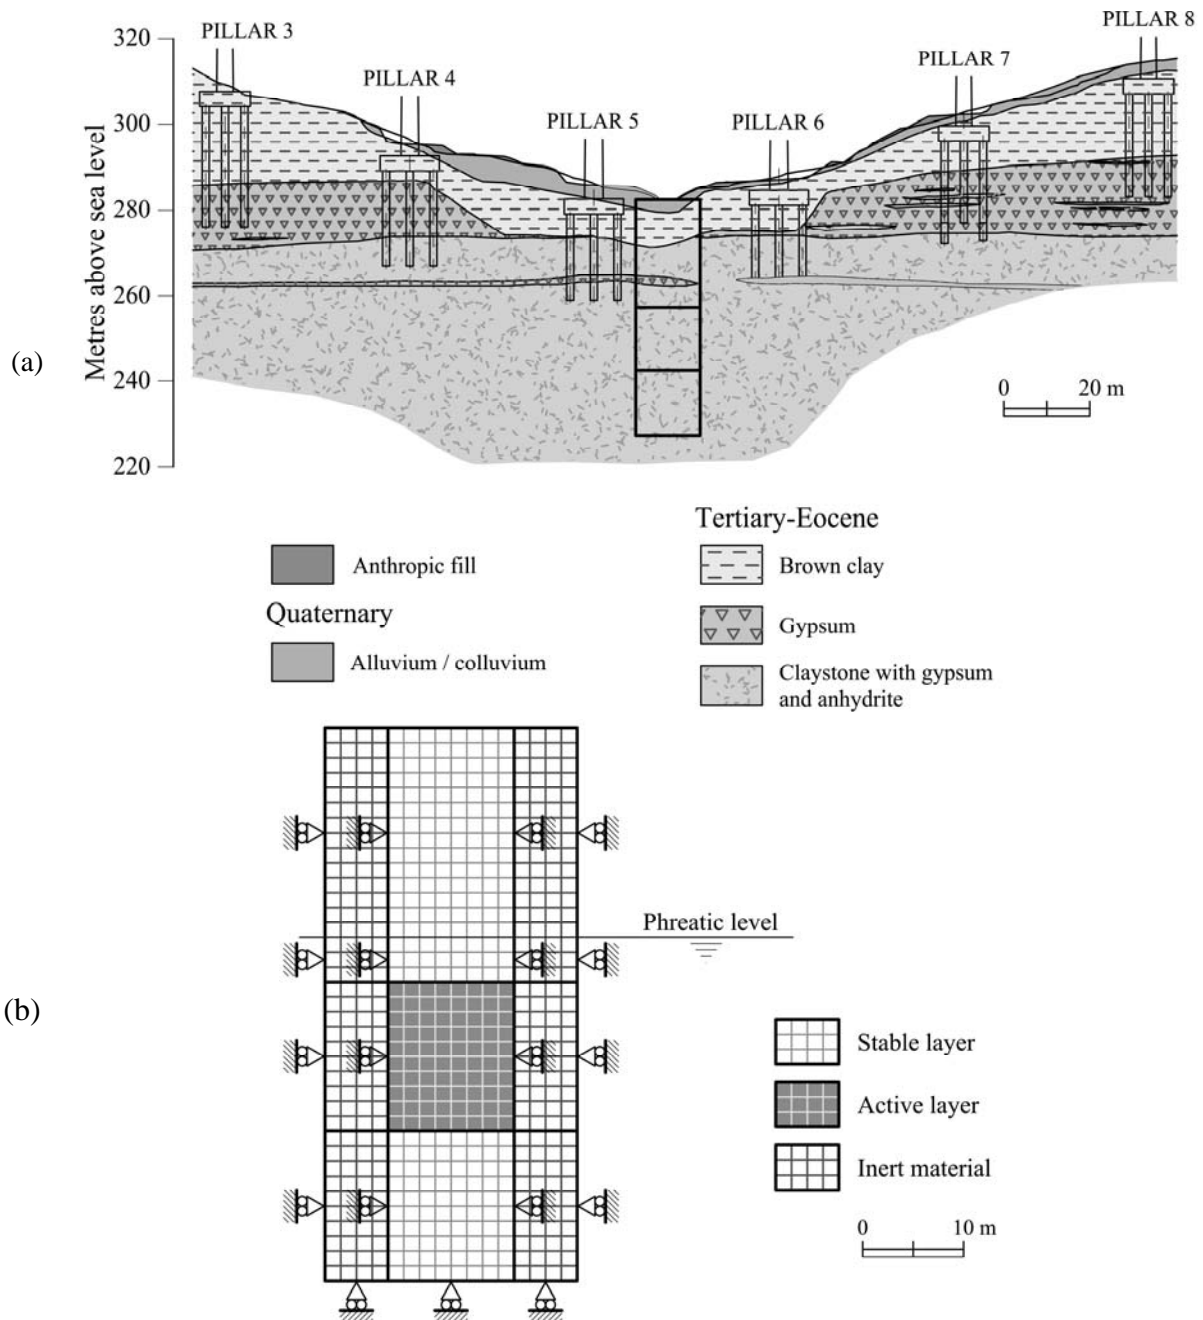 (a)
Metres above sea level
320
300
280
260
240
220
PILLAR 3
PILLAR 4
PILLAR 5
PILLAR 6
PILLAR 7
PILLAR 8
0 20 m
Anthropic fill
Quaternary
Alluvium / colluvium
Tertiary-Eocene
Brown clay
Gypsum
Claystone with gypsum
and anhydrite
(b)
Phreatic level
Stable layer
Active layer
Inert material
0 10 m